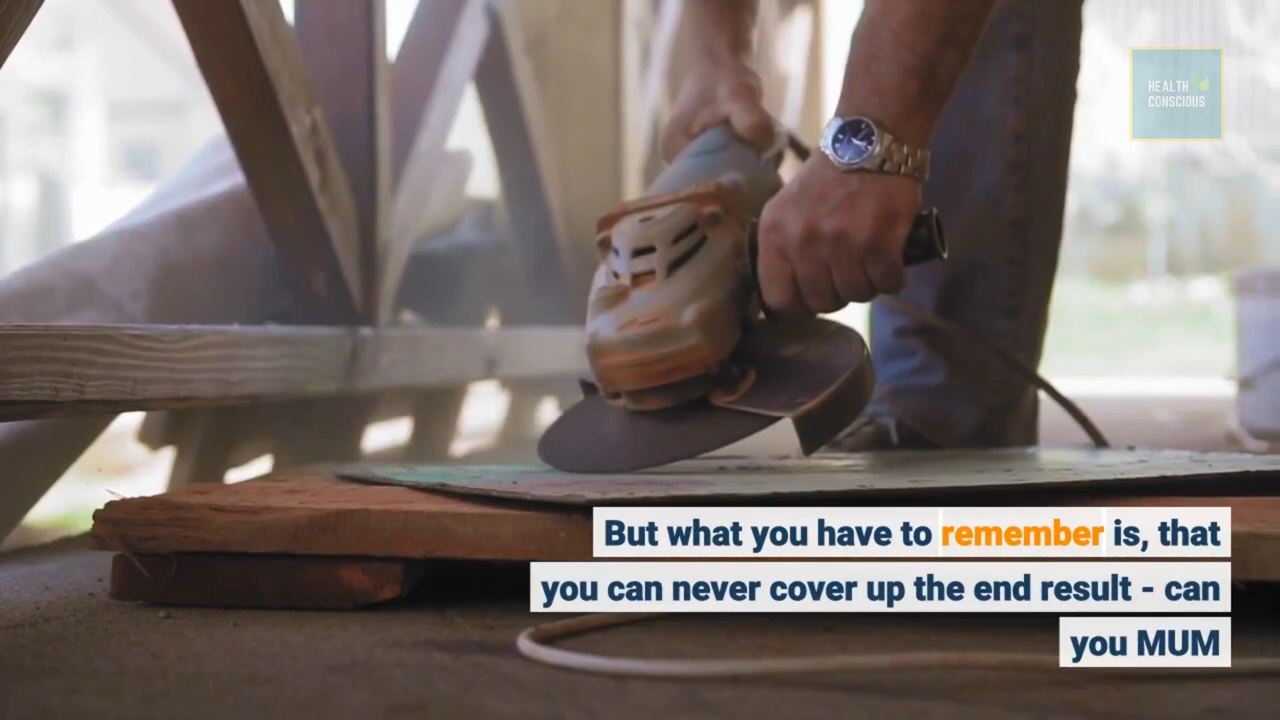 HEALTH
CONSCIOUS
But what you have to remember is, that
you can never cover up the end result - can
you MUM